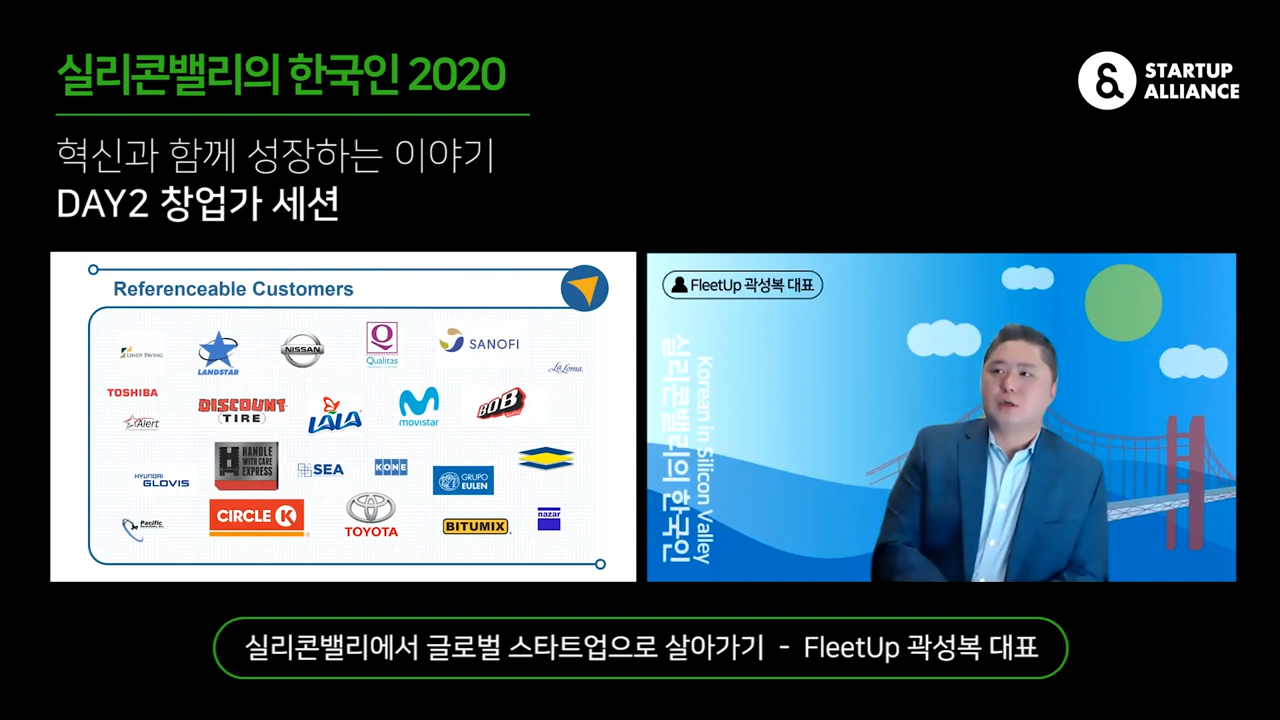 실리콘밸리의 한국인 2020
STARTUP
ALLIANCE
혁신과 함께 성장하는 이야기
DAY2 창업가 세션
Referenceable Customers
LINDY PAVING
LANDSTAR
NISSAN
Q
Qualitas
SANOFI
La Loma
TOSHIBA
Alert
DISCOUNT
TIRE
LALA
movistar
BOB
HYUNDAI
GLOVIS
HANDLE
WITH CARE
EXPRESS
SEA
KONE
GRUPO
EULEN
Pacific
CIRCLE K
TOYOTA
BITUMIX
nazar
FleetUp 곽성복 대표
Korean in Silicon Valley
실리콘밸리의 한국인
실리콘밸리에서 글로벌 스타트업으로 살아가기 - FleetUp 곽성복 대표